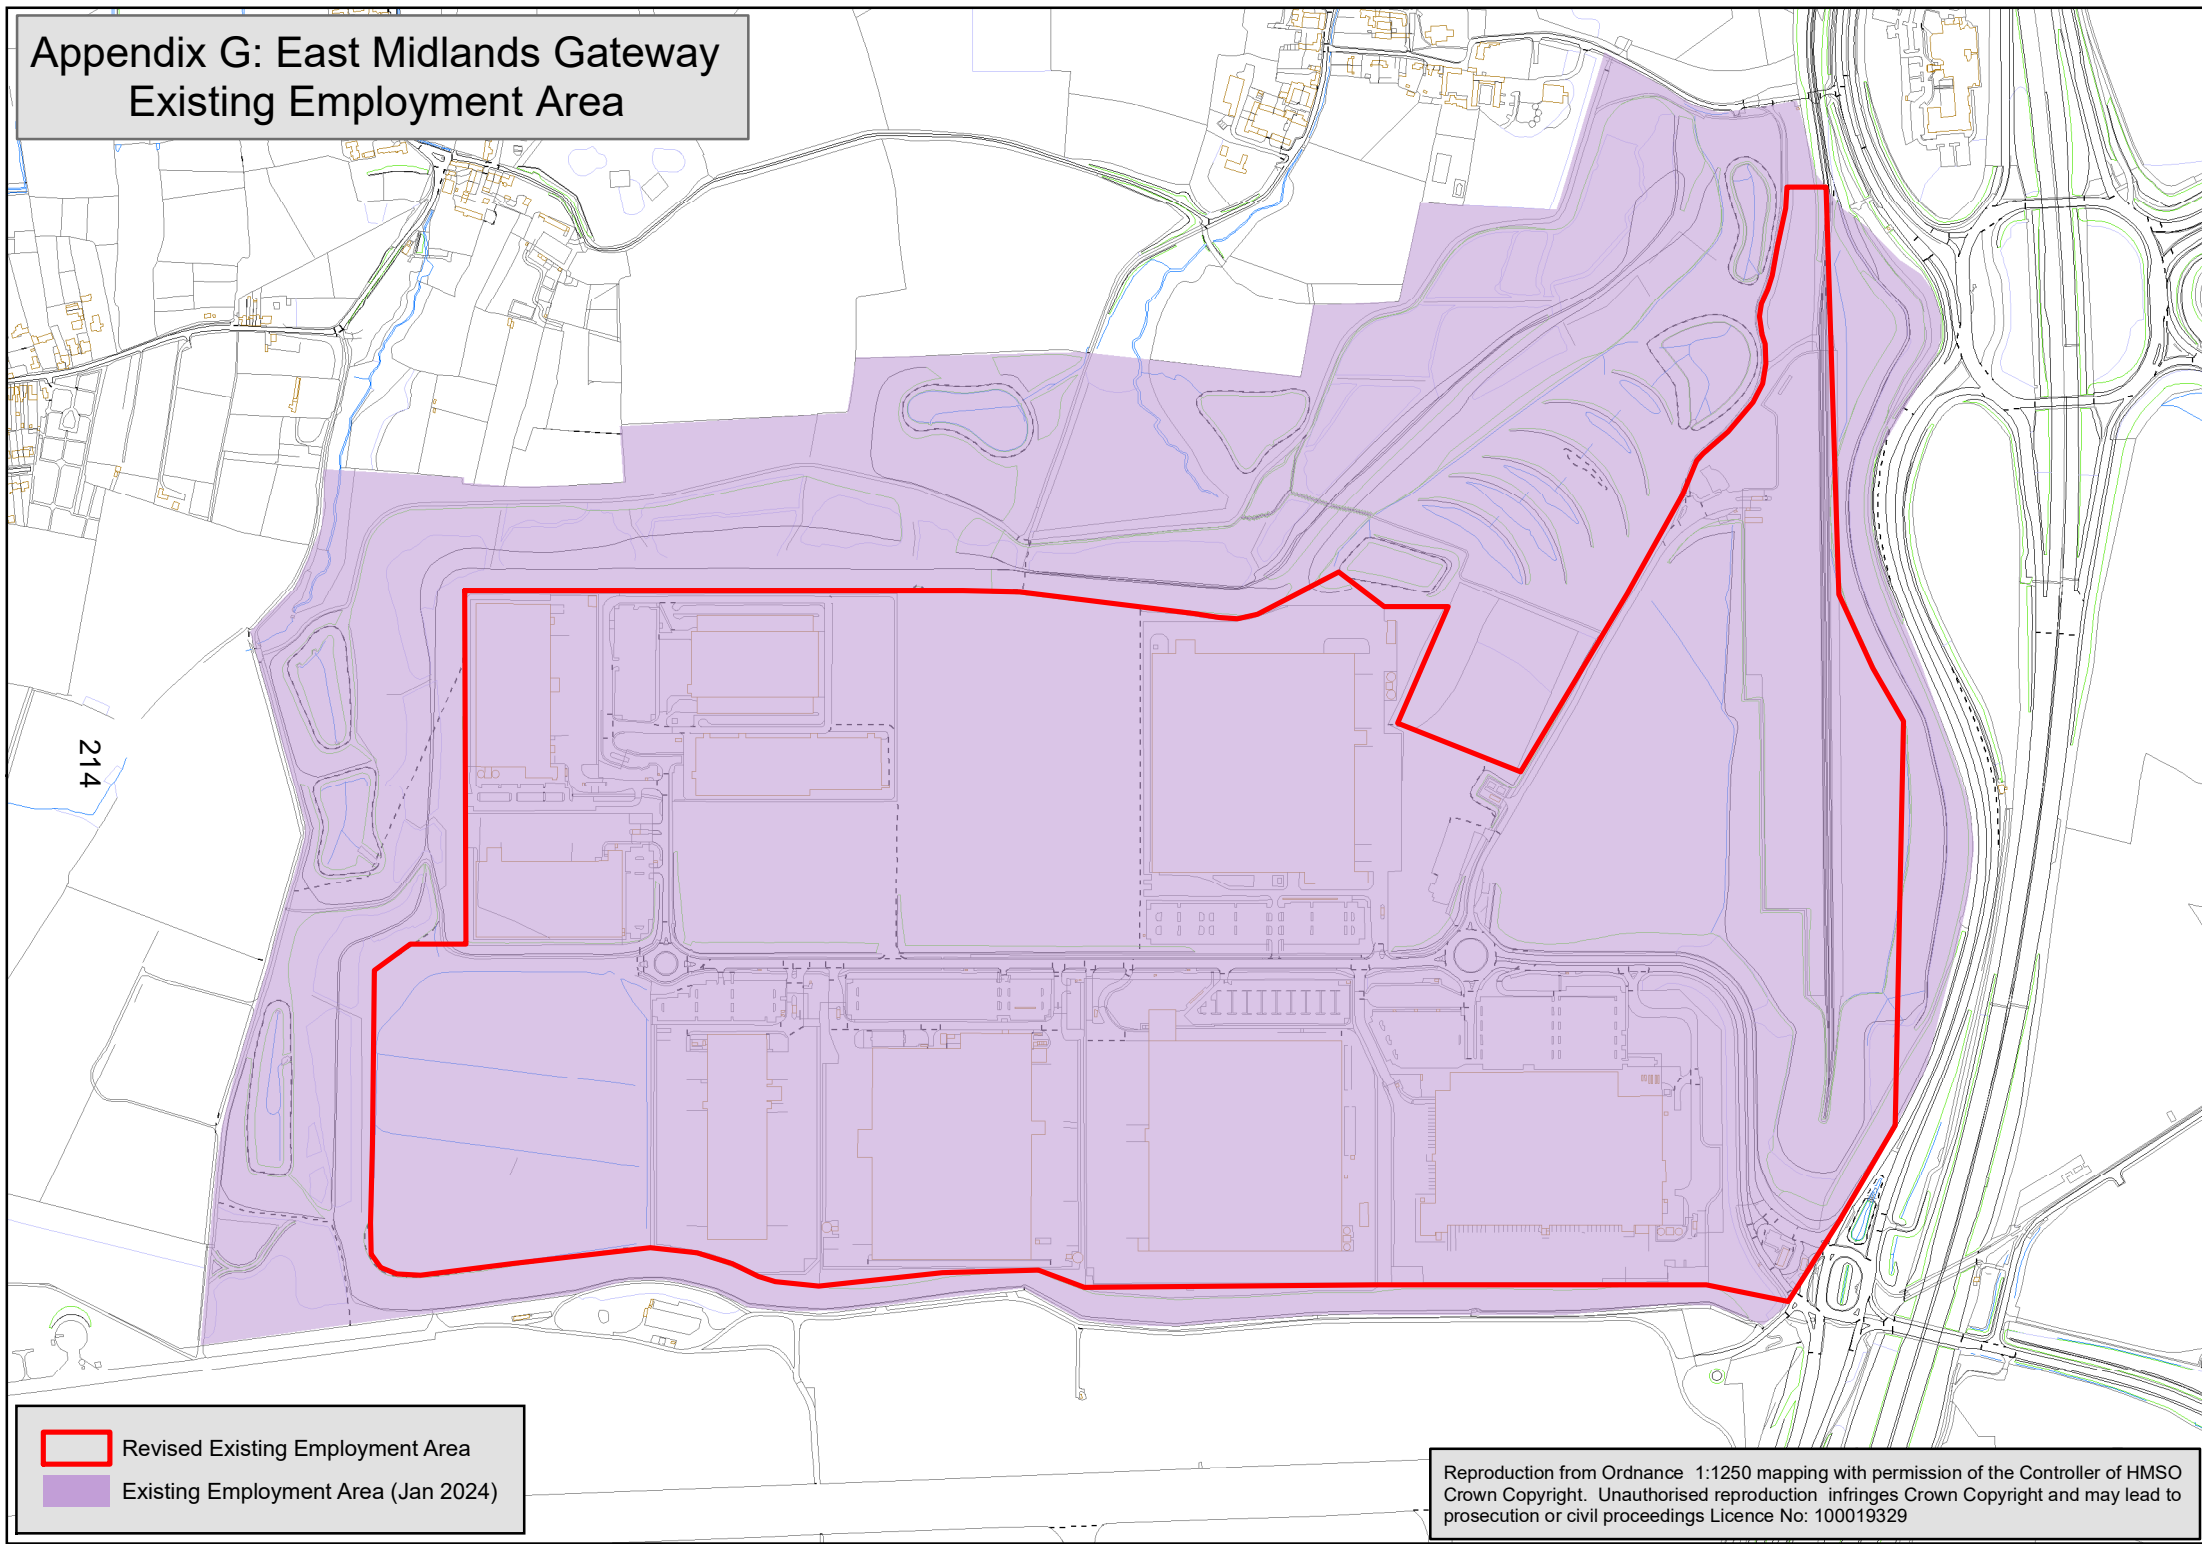 Appendix G: East Midlands Gateway
Existing Employment Area
214
Revised Existing Employment Area
Existing Employment Area (Jan 2024)
Reproduction from Ordnance 1:1250 mapping with permission of the Controller of HMSO
Crown Copyright. Unauthorised reproduction infringes Crown Copyright and may lead to
prosecution or civil proceedings Licence No: 100019329